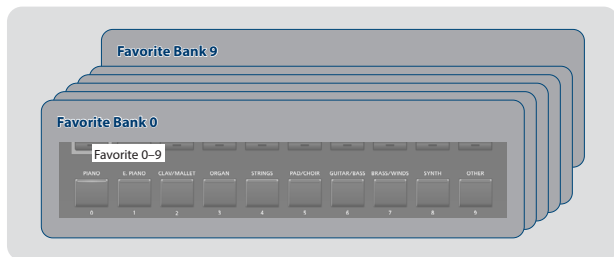 Favorite Bank 9
Favorite Bank 0
Favorite 0–9
PIANO E. PIANO CLAV/MALLET ORGAN STRINGS PAD/CHOIR GUITAR/BASS BRASS/WINDS SYNTH OTHER
0 1 2 3 4 5 6 7 8 9